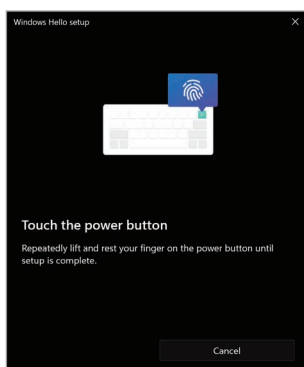 Windows Hello setup
Touch the power button
Repeatedly lift and rest your finger on the power button until
setup is complete.
Cancel